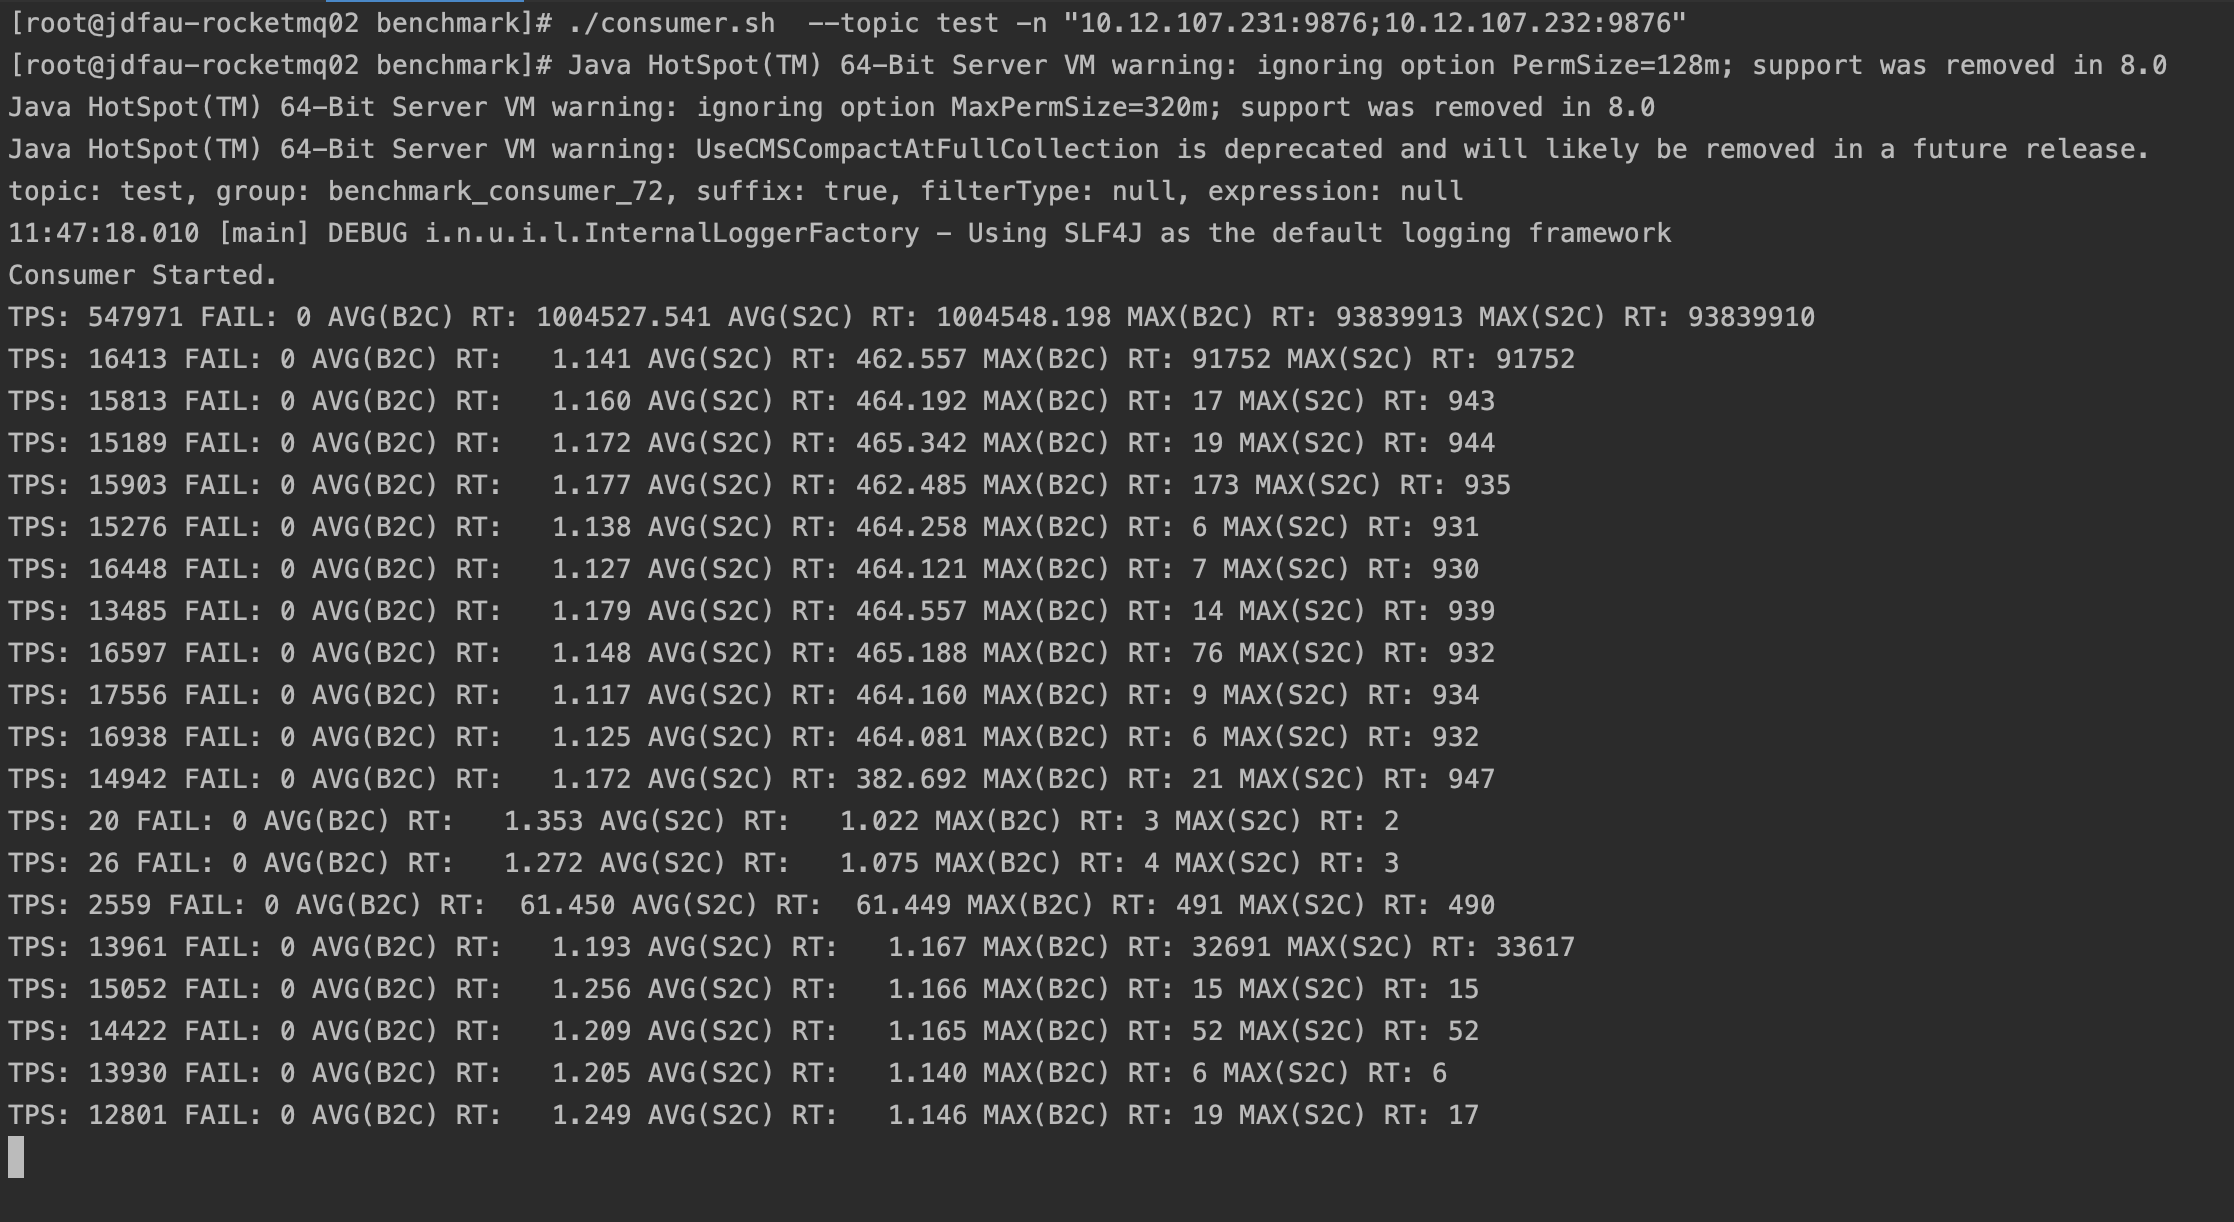 [root@jdfau-rocketmq02 benchmark]# ./consumer.sh  --topic test -n "10.12.107.231:9876;10.12.107.232:9876"
[root@jdfau-rocketmq02 benchmark]# Java HotSpot(TM) 64-Bit Server VM warning: ignoring option PermSize=128m; support was removed in 8.0
Java HotSpot(TM) 64-Bit Server VM warning: ignoring option MaxPermSize=320m; support was removed in 8.0
Java HotSpot(TM) 64-Bit Server VM warning: UseCMSCompactAtFullCollection is deprecated and will likely be removed in a future release.
topic: test, group: benchmark_consumer_72, suffix: true, filterType: null, expression: null
11:47:18.010 [main] DEBUG i.n.u.i.l.InternalLoggerFactory - Using SLF4J as the default logging framework
Consumer Started.
TPS: 547971 FAIL: 0 AVG(B2C) RT: 1004527.541 AVG(S2C) RT: 1004548.198 MAX(B2C) RT: 93839913 MAX(S2C) RT: 93839910
TPS: 16413 FAIL: 0 AVG(B2C) RT:   1.141 AVG(S2C) RT: 462.557 MAX(B2C) RT: 91752 MAX(S2C) RT: 91752
TPS: 15813 FAIL: 0 AVG(B2C) RT:   1.160 AVG(S2C) RT: 464.192 MAX(B2C) RT: 17 MAX(S2C) RT: 943
TPS: 15189 FAIL: 0 AVG(B2C) RT:   1.172 AVG(S2C) RT: 465.342 MAX(B2C) RT: 19 MAX(S2C) RT: 944
TPS: 15903 FAIL: 0 AVG(B2C) RT:   1.177 AVG(S2C) RT: 462.485 MAX(B2C) RT: 173 MAX(S2C) RT: 935
TPS: 15276 FAIL: 0 AVG(B2C) RT:   1.138 AVG(S2C) RT: 464.258 MAX(B2C) RT: 6 MAX(S2C) RT: 931
TPS: 16448 FAIL: 0 AVG(B2C) RT:   1.127 AVG(S2C) RT: 464.121 MAX(B2C) RT: 7 MAX(S2C) RT: 930
TPS: 13485 FAIL: 0 AVG(B2C) RT:   1.179 AVG(S2C) RT: 464.557 MAX(B2C) RT: 14 MAX(S2C) RT: 939
TPS: 16597 FAIL: 0 AVG(B2C) RT:   1.148 AVG(S2C) RT: 465.188 MAX(B2C) RT: 76 MAX(S2C) RT: 932
TPS: 17556 FAIL: 0 AVG(B2C) RT:   1.117 AVG(S2C) RT: 464.160 MAX(B2C) RT: 9 MAX(S2C) RT: 934
TPS: 16938 FAIL: 0 AVG(B2C) RT:   1.125 AVG(S2C) RT: 464.081 MAX(B2C) RT: 6 MAX(S2C) RT: 932
TPS: 14942 FAIL: 0 AVG(B2C) RT:   1.172 AVG(S2C) RT: 382.692 MAX(B2C) RT: 21 MAX(S2C) RT: 947
TPS: 20 FAIL: 0 AVG(B2C) RT:   1.353 AVG(S2C) RT:   1.022 MAX(B2C) RT: 3 MAX(S2C) RT: 2
TPS: 26 FAIL: 0 AVG(B2C) RT:   1.272 AVG(S2C) RT:   1.075 MAX(B2C) RT: 4 MAX(S2C) RT: 3
TPS: 2559 FAIL: 0 AVG(B2C) RT:  61.450 AVG(S2C) RT:  61.449 MAX(B2C) RT: 491 MAX(S2C) RT: 490
TPS: 13961 FAIL: 0 AVG(B2C) RT:   1.193 AVG(S2C) RT:   1.167 MAX(B2C) RT: 32691 MAX(S2C) RT: 33617
TPS: 15052 FAIL: 0 AVG(B2C) RT:   1.256 AVG(S2C) RT:   1.166 MAX(B2C) RT: 15 MAX(S2C) RT: 15
TPS: 14422 FAIL: 0 AVG(B2C) RT:   1.209 AVG(S2C) RT:   1.165 MAX(B2C) RT: 52 MAX(S2C) RT: 52
TPS: 13930 FAIL: 0 AVG(B2C) RT:   1.205 AVG(S2C) RT:   1.140 MAX(B2C) RT: 6 MAX(S2C) RT: 6
TPS: 12801 FAIL: 0 AVG(B2C) RT:   1.249 AVG(S2C) RT:   1.146 MAX(B2C) RT: 19 MAX(S2C) RT: 17